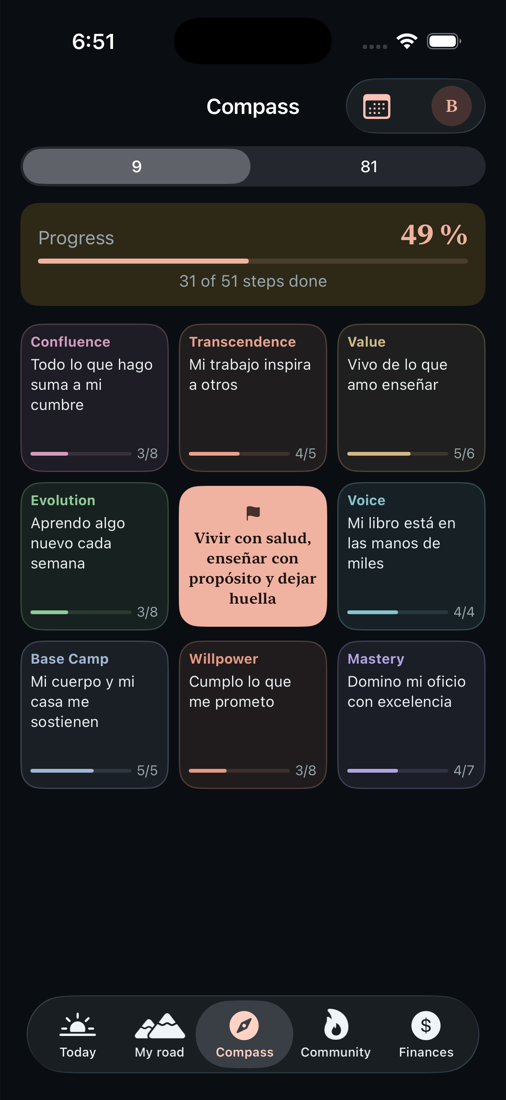 6:51
Compass
B
9
81
Progress
49 %
31 of 51 steps done
Confluence
Todo lo que hago
suma a mi
cumbre
3/8
Transcendence
Mi trabajo inspira
a otros
4/5
Value
Vivo de lo que
amo enseñar
5/6
Evolution
Aprendo algo
nuevo cada
semana
3/8
Vivir con salud,
enseñar con
propósito y dejar
huella
Voice
Mi libro está en
las manos de
miles
4/4
Base Camp
Mi cuerpo y mi
casa me
sostienen
5/5
Willpower
Cumplo lo que
me prometo
3/8
Mastery
Domino mi oficio
con excelencia
4/7
Today
My road
Compass
Community
$
Finances